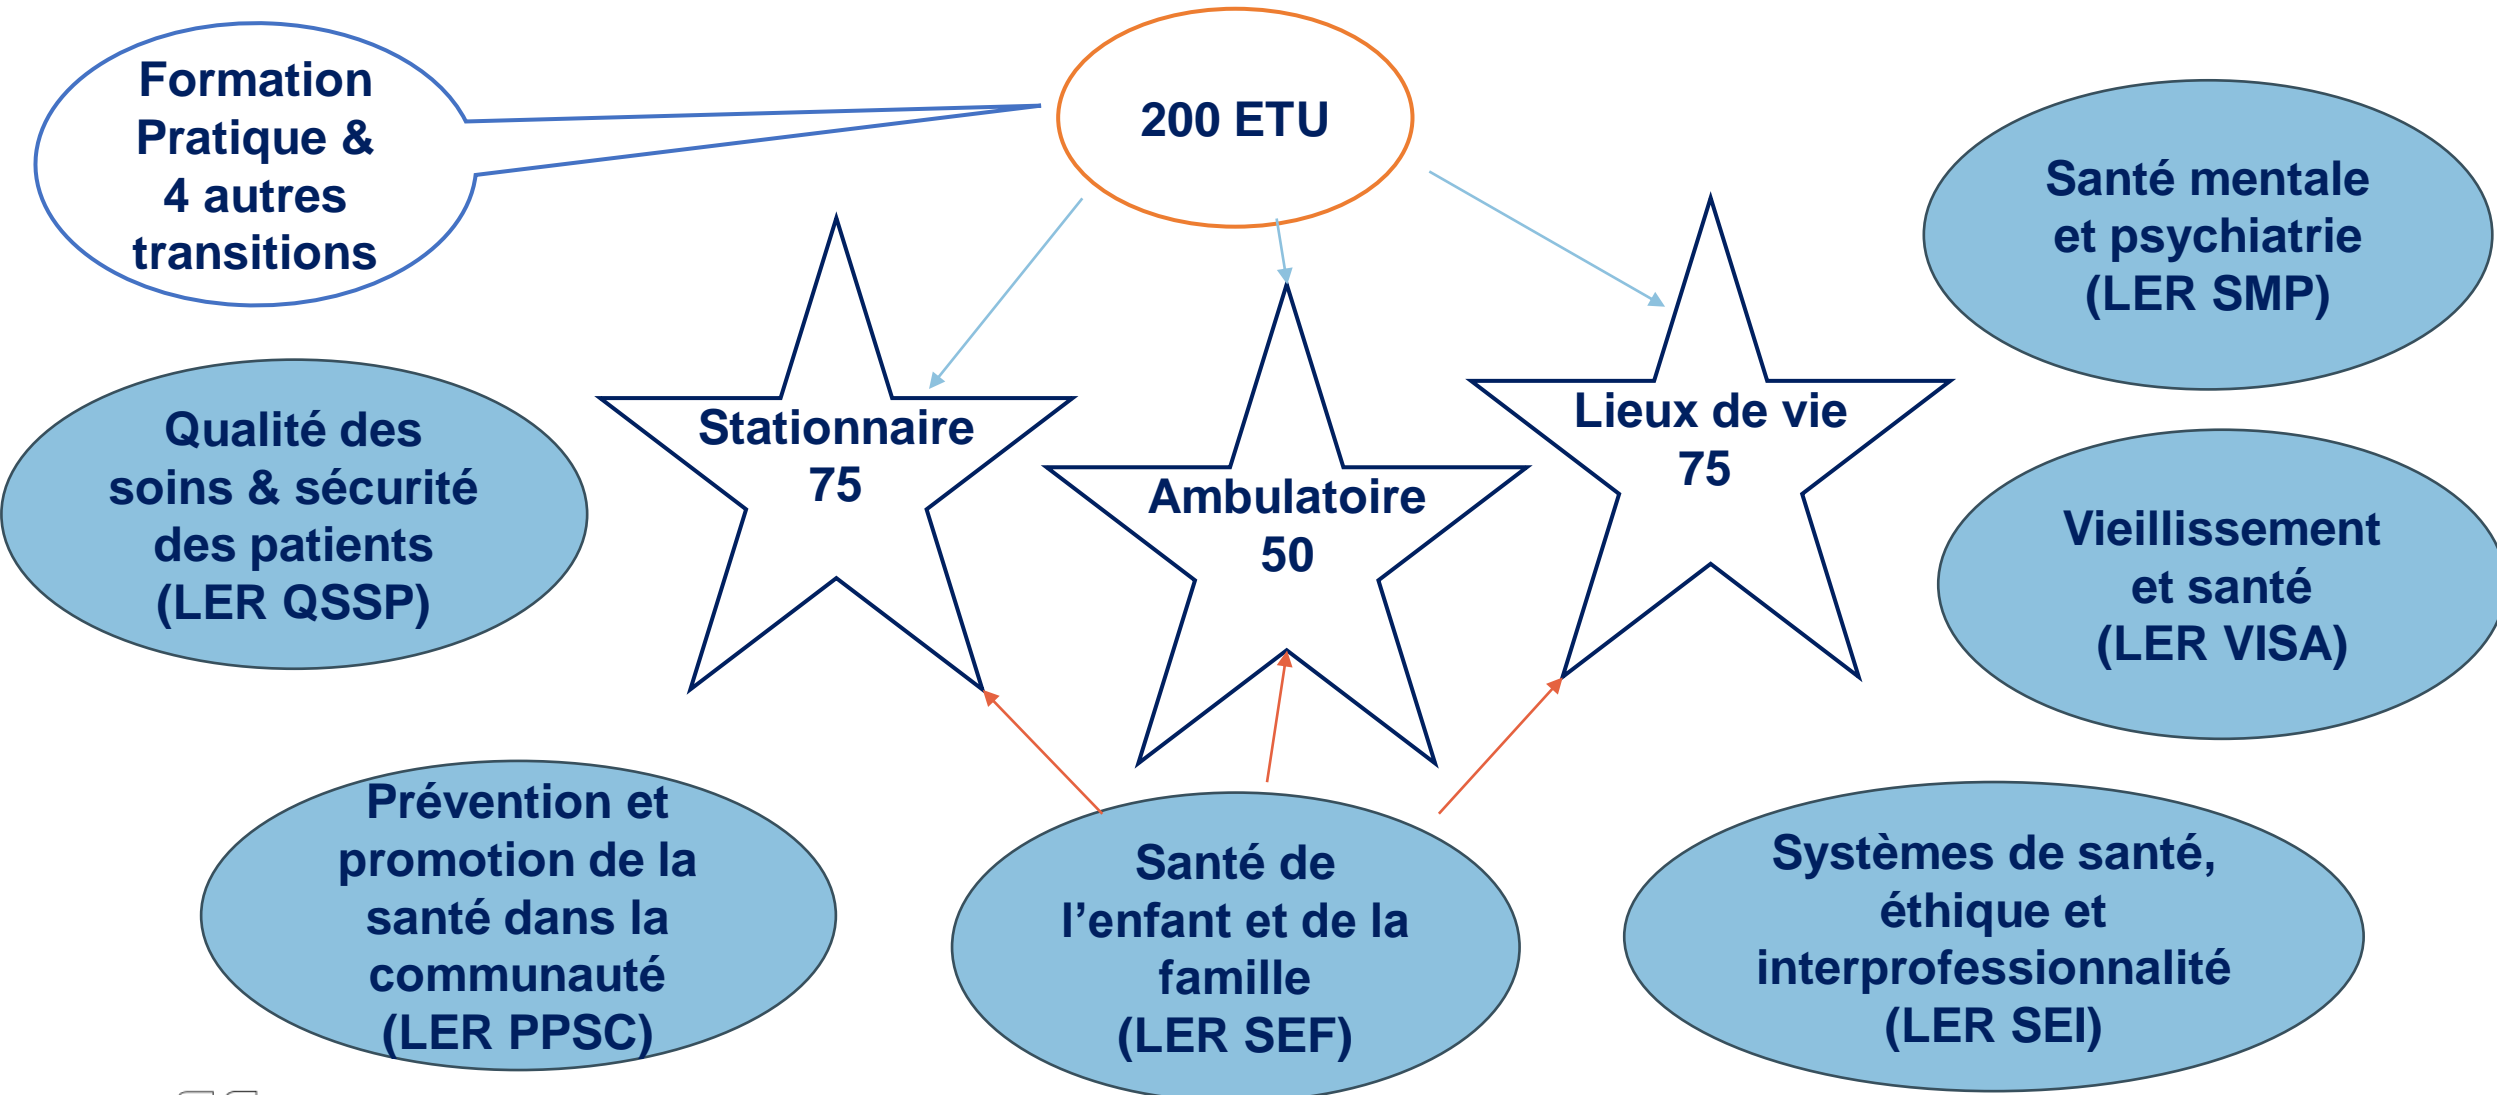 Formation
Pratique &
4 autres
transitions
200 ETU
Santé mentale
et psychiatrie
(LER SMP)
Qualité des
soins & sécurité
des patients
(LER QSSP)
Stationnaire
75
Ambulatoire
50
Lieux de vie
75
Vieillissement
et santé
(LER VISA)
Prévention et
promotion de la
santé dans la
communauté
(LER PPSC)
Santé de
l’enfant et de la
famille
(LER SEF)
Systèmes de santé,
éthique et
interprofessionnalité
(LER SEI)